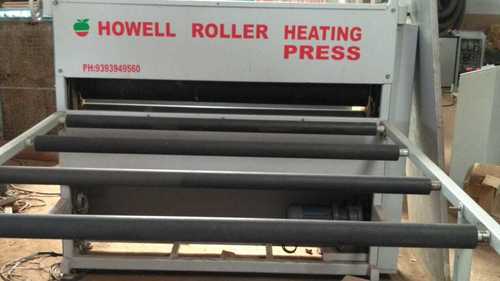 HOWELL ROLLER HEATING
PRESS
PH:9393949560